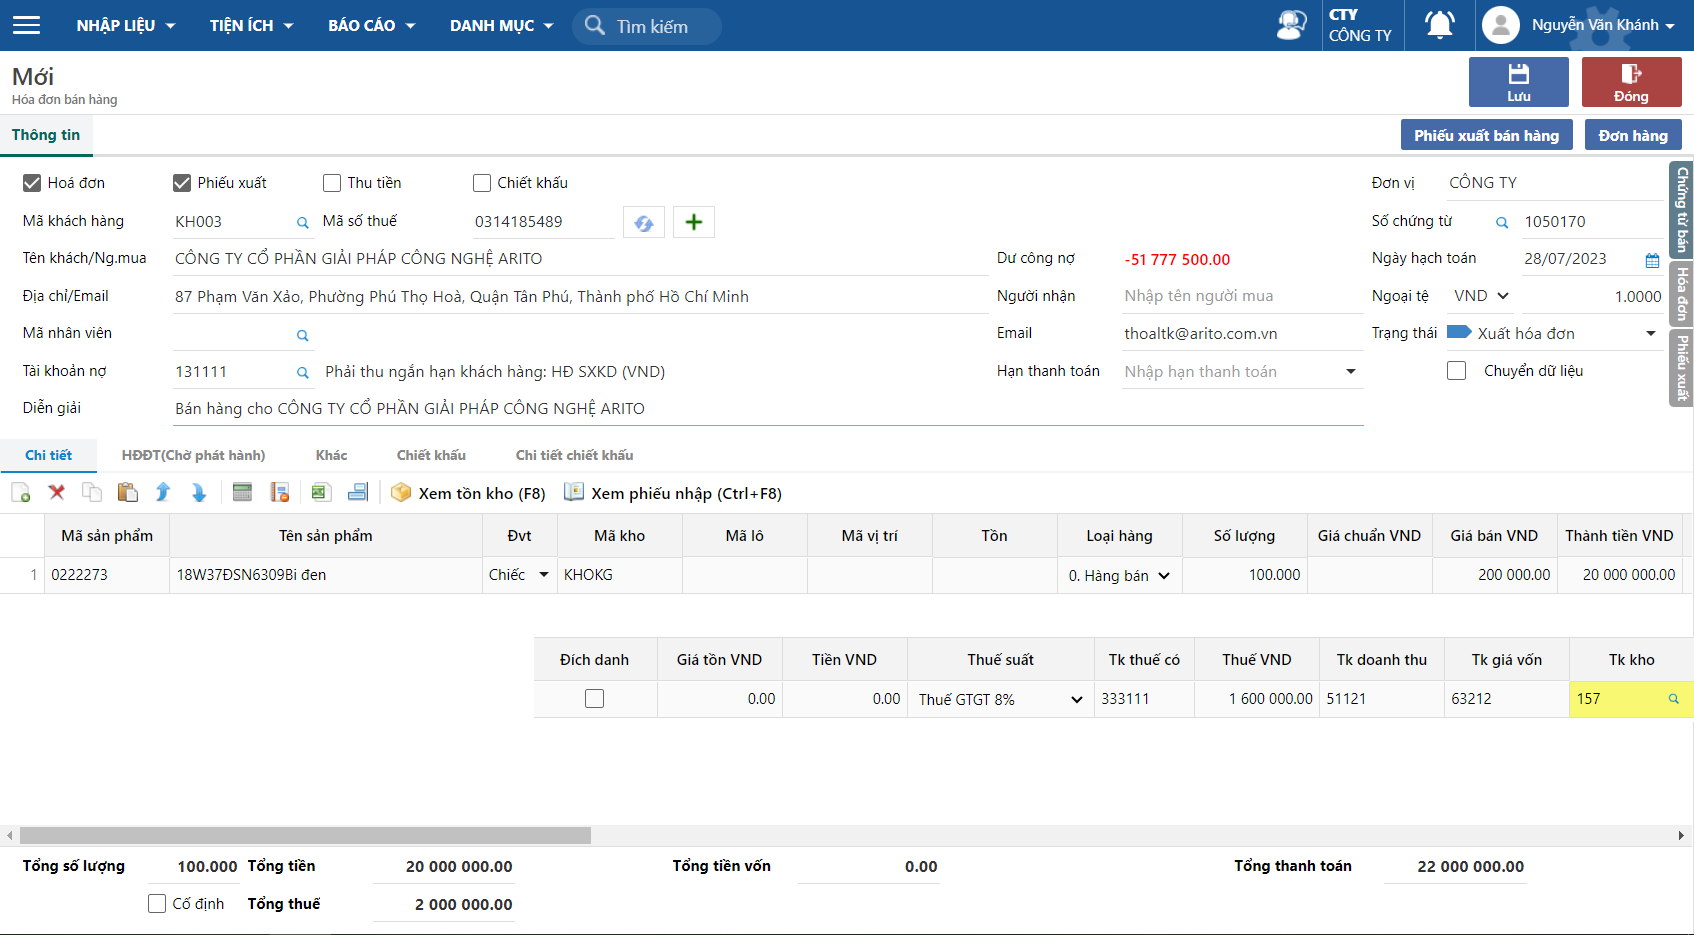 NHẬP LIỆU TIỆN ÍCH BÁO CÁO DANH MỤC Tìm kiếm CTY CÔNG TY Nguyễn Văn Khánh
Mới
Hóa đơn bán hàng
Lưu Đóng
Thông tin Phiếu xuất bán hàng Đơn hàng
Hoá đơn Phiếu xuất Thu tiền Chiết khấu Đơn vị CÔNG TY
Mã khách hàng KH003 Mã số thuế 0314185489 Số chứng từ 1050170
Tên khách/Ng.mua CÔNG TY CỔ PHẦN GIẢI PHÁP CÔNG NGHỆ ARITO Dư công nợ -51 777 500.00 Ngày hạch toán 28/07/2023
Địa chỉ/Email 87 Phạm Văn Xảo, Phường Phú Thọ Hoà, Quận Tân Phú, Thành phố Hồ Chí Minh Người nhận Nhập tên người mua Ngoại tệ VND 1.0000
Mã nhân viên Email thoaltk@arito.com.vn Trạng thái Xuất hóa đơn
Tài khoản nợ 131111 Phải thu ngắn hạn khách hàng: HĐ SXKD (VND) Hạn thanh toán Nhập hạn thanh toán Chuyển dữ liệu
Diễn giải Bán hàng cho CÔNG TY CỔ PHẦN GIẢI PHÁP CÔNG NGHỆ ARITO
Chứng từ bán
Hóa đơn
Phiếu xuất
Chi tiết HĐĐT(Chờ phát hành) Khác Chiết khấu Chi tiết chiết khấu
Xem tồn kho (F8) Xem phiếu nhập (Ctrl+F8)
Mã sản phẩm Tên sản phẩm Đvt Mã kho Mã lô Mã vị trí Tồn Loại hàng Số lượng Giá chuẩn VND Giá bán VND Thành tiền VND
1 0222273 18W37ĐSN6309Bi đen Chiếc KHOKG 0. Hàng bán 100.000 200 000.00 20 000 000.00
Đích danh Giá tồn VND Tiền VND Thuế suất Tk thuế có Thuế VND Tk doanh thu Tk giá vốn Tk kho
0.00 0.00 Thuế GTGT 8% 333111 1 600 000.00 51121 63212 157
Tổng số lượng 100.000 Tổng tiền 20 000 000.00 Tổng tiền vốn 0.00 Tổng thanh toán 22 000 000.00
Cố định Tổng thuế 2 000 000.00